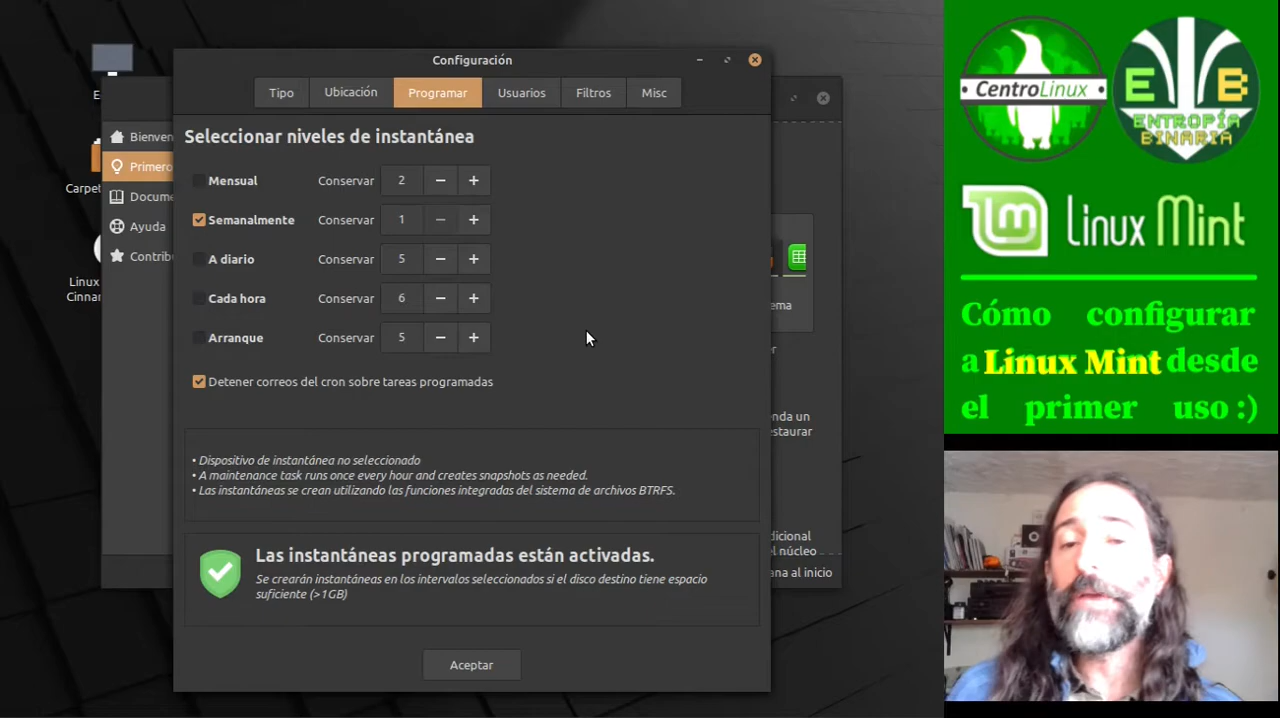 Configuración
Tipo
Ubicación
Programar
Usuarios
Filtros
Misc
Seleccionar niveles de instantánea
Mensual Conservar 2 − +
Semanalmente Conservar 1 − +
A diario Conservar 5 − +
Cada hora Conservar 6 − +
Arranque Conservar 5 − +
Detener correos del cron sobre tareas programadas
• Dispositivo de instantánea no seleccionado
• A maintenance task runs once every hour and creates snapshots as needed.
• Las instantáneas se crean utilizando las funciones integradas del sistema de archivos BTRFS.
Las instantáneas programadas están activadas.
Se crearán instantáneas en los intervalos seleccionados si el disco destino tiene espacio
suficiente (>1GB)
Aceptar
E
Carpet
Linux
Cinnar
Bienven
Primero
Docume
Ayuda
Contrib
ema
er
enda un
staurar
dicional
el núcleo
ana al inicio
• CentroLinux •
E B
ENTROPÍA
BINARIA
Linux Mint
Cómo configurar
a Linux Mint desde
el primer uso :)